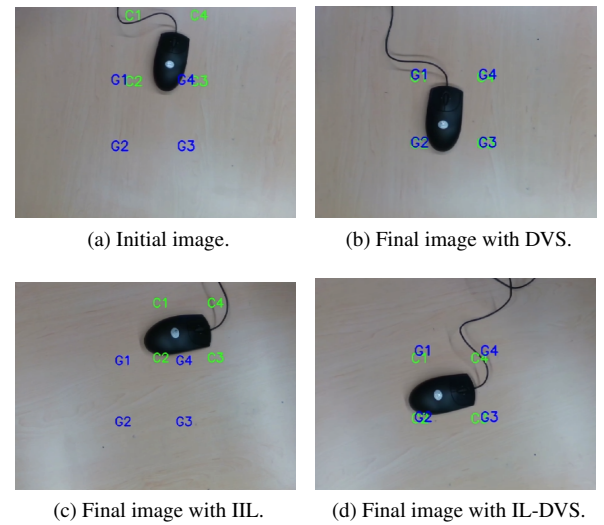 C1 C4
G1 C2 G4 C3
G2 G3
(a) Initial image.
G1 G4
G2 G3
(b) Final image with DVS.
C1 C4
G1 C2 G4 C3
G2 G3
(c) Final image with IIL.
G1 G4
G2 G3
(d) Final image with IL-DVS.